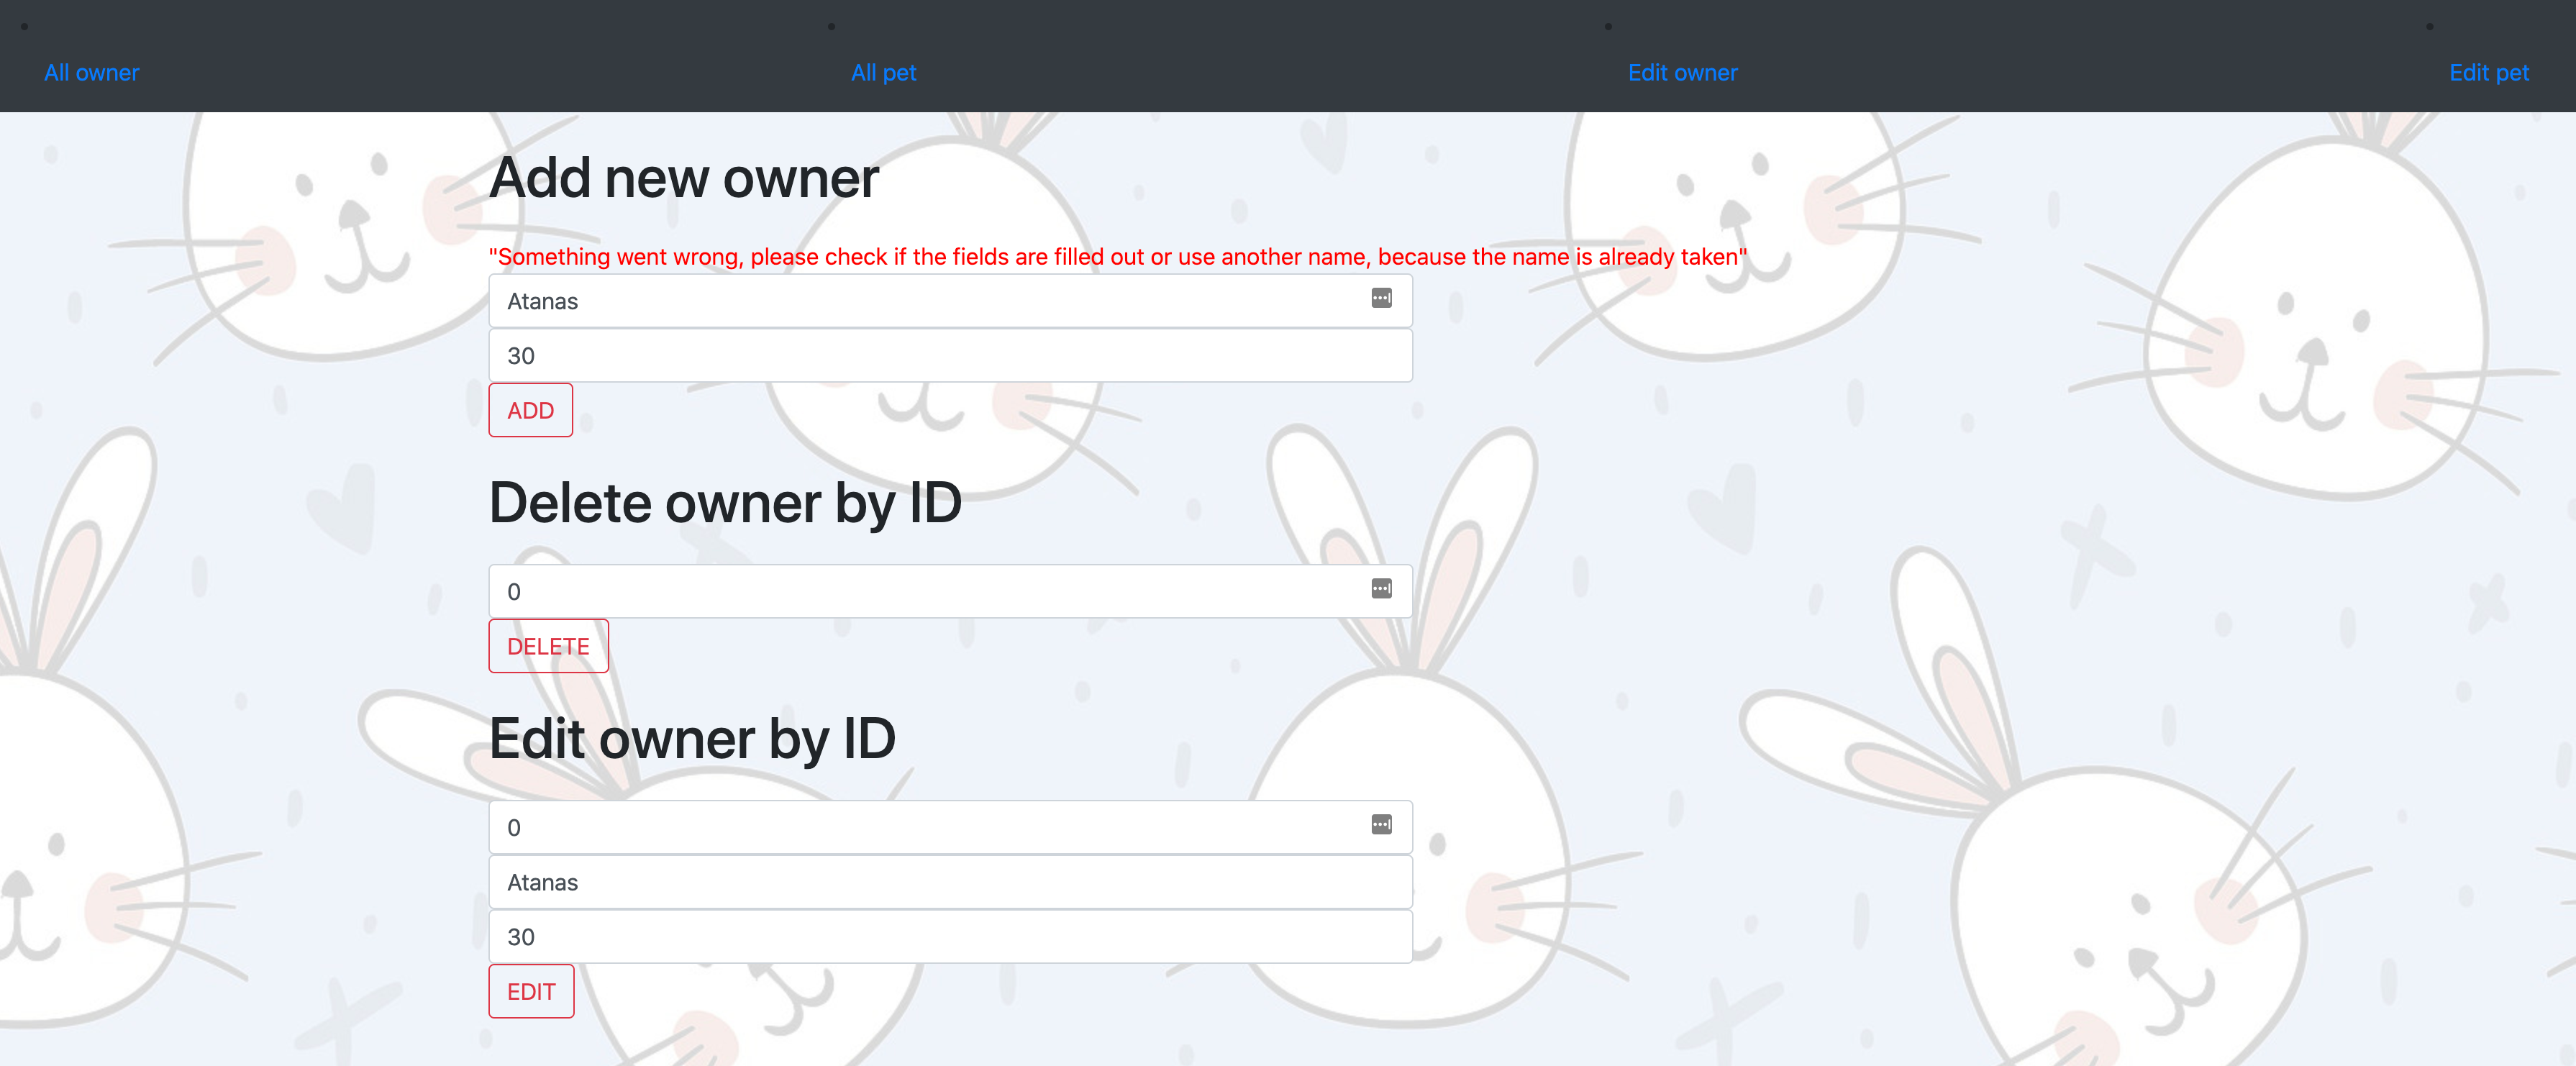 All owner
All pet
Edit owner
Edit pet
Add new owner
"Something went wrong, please check if the fields are filled out or use another name, because the name is already taken"
Atanas
30
ADD
Delete owner by ID
0
DELETE
Edit owner by ID
0
Atanas
30
EDIT